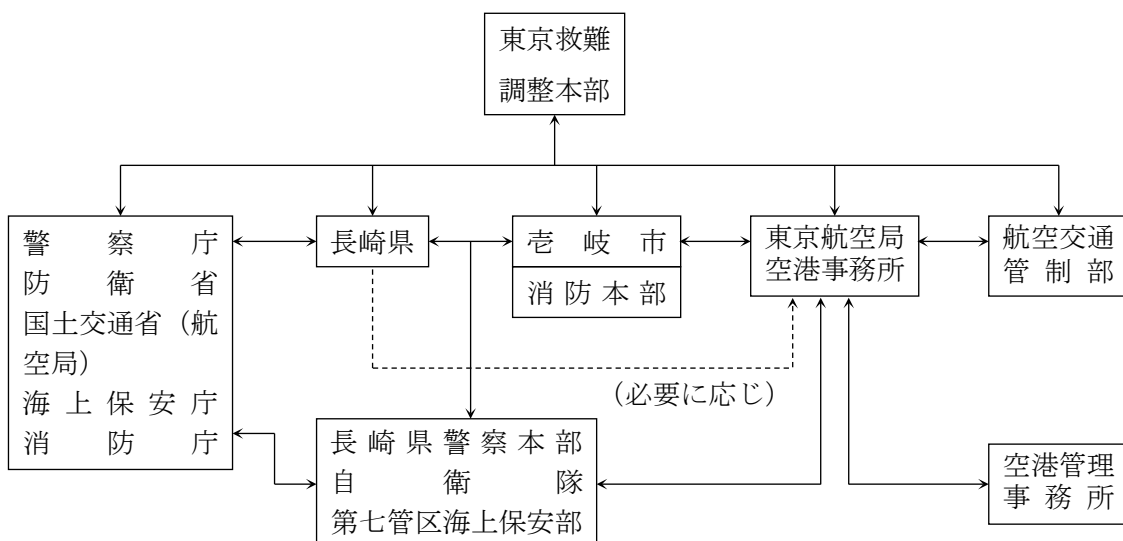 東京救難
調整本部
警察庁
防衛省
国土交通省（航
空局）
海上保安庁
消防庁
長崎県
壱岐市
消防本部
東京航空局
空港事務所
航空交通
管制部
（必要に応じ）
長崎県警察本部
自衛隊
第七管区海上保安部
空港管理
事務所